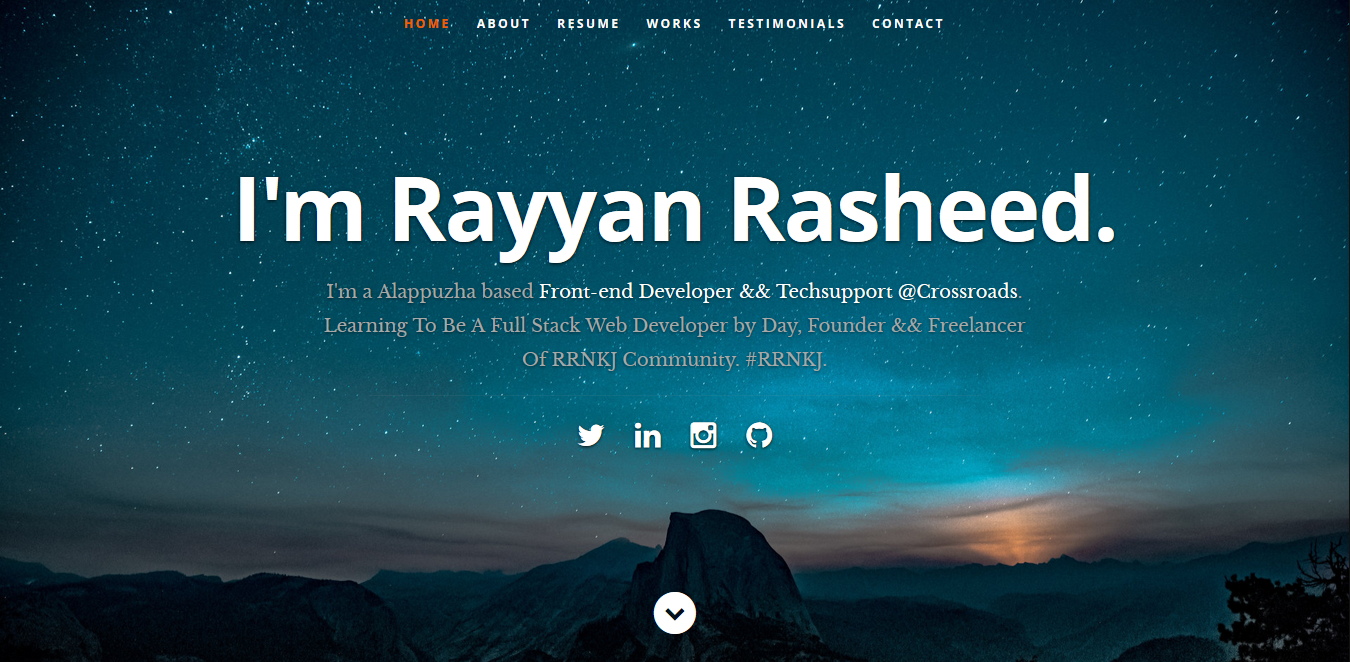 HOME ABOUT RESUME WORKS TESTIMONIALS CONTACT
I'm Rayyan Rasheed.
I'm a Alappuzha based Front-end Developer && Techsupport @Crossroads.
Learning To Be A Full Stack Web Developer by Day, Founder && Freelancer
Of RRNKJ Community. #RRNKJ.
in